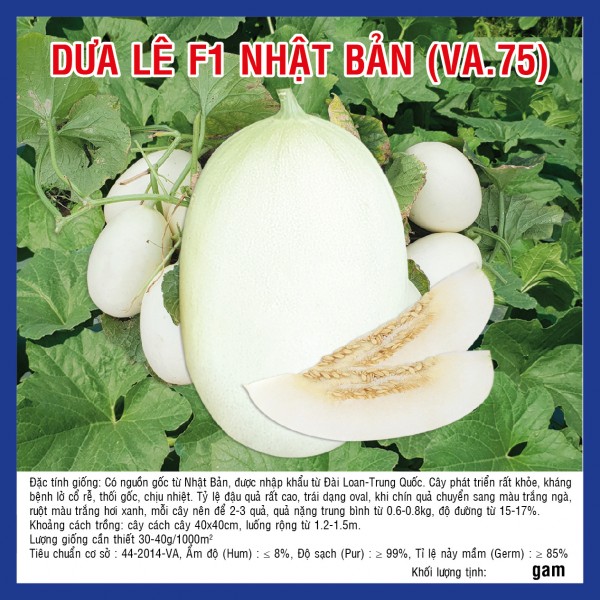 DƯA LÊ F1 NHẬT BẢN (VA.75)
Đặc tính giống: Có nguồn gốc từ Nhật Bản, được nhập khẩu từ Đài Loan-Trung Quốc. Cây phát triển rất khỏe, kháng
bệnh lở cổ rễ, thối gốc, chịu nhiệt. Tỷ lệ đậu quả rất cao, trái dạng oval, khi chín quả chuyển sang màu trắng ngà,
ruột màu trắng hơi xanh, mỗi cây nên để 2-3 quả, quả nặng trung bình từ 0.6-0.8kg, độ đường từ 15-17%.
Khoảng cách trồng: cây cách cây 40x40cm, luống rộng từ 1.2-1.5m.
Lượng giống cần thiết 30-40g/1000m²
Tiêu chuẩn cơ sở : 44-2014-VA, Ẩm độ (Hum) : ≤ 8%, Độ sạch (Pur) : ≥ 99%, Tỉ lệ nảy mầm (Germ) : ≥ 85%
Khối lượng tịnh: gam